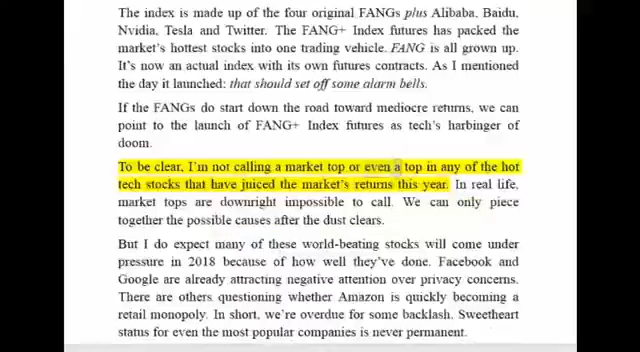 The index is made up of the four original FANGs plus Alibaba, Baidu,
Nvidia, Tesla and Twitter. The FANG+ Index futures has packed the
market's hottest stocks into one trading vehicle. FANG is all grown up.
It's now an actual index with its own futures contracts. As I mentioned
the day it launched: that should set off some alarm bells.
If the FANGs do start down the road toward mediocre returns, we can
point to the launch of FANG+ Index futures as tech's harbinger of
doom.
To be clear, I'm not calling a market top or even a top in any of the hot
tech stocks that have juiced the market's returns this year. In real life,
market tops are downright impossible to call. We can only piece
together the possible causes after the dust clears.
But I do expect many of these world-beating stocks will come under
pressure in 2018 because of how well they've done. Facebook and
Google are already attracting negative attention over privacy concerns.
There are others questioning whether Amazon is quickly becoming a
retail monopoly. In short, we're overdue for some backlash. Sweetheart
status for even the most popular companies is never permanent.